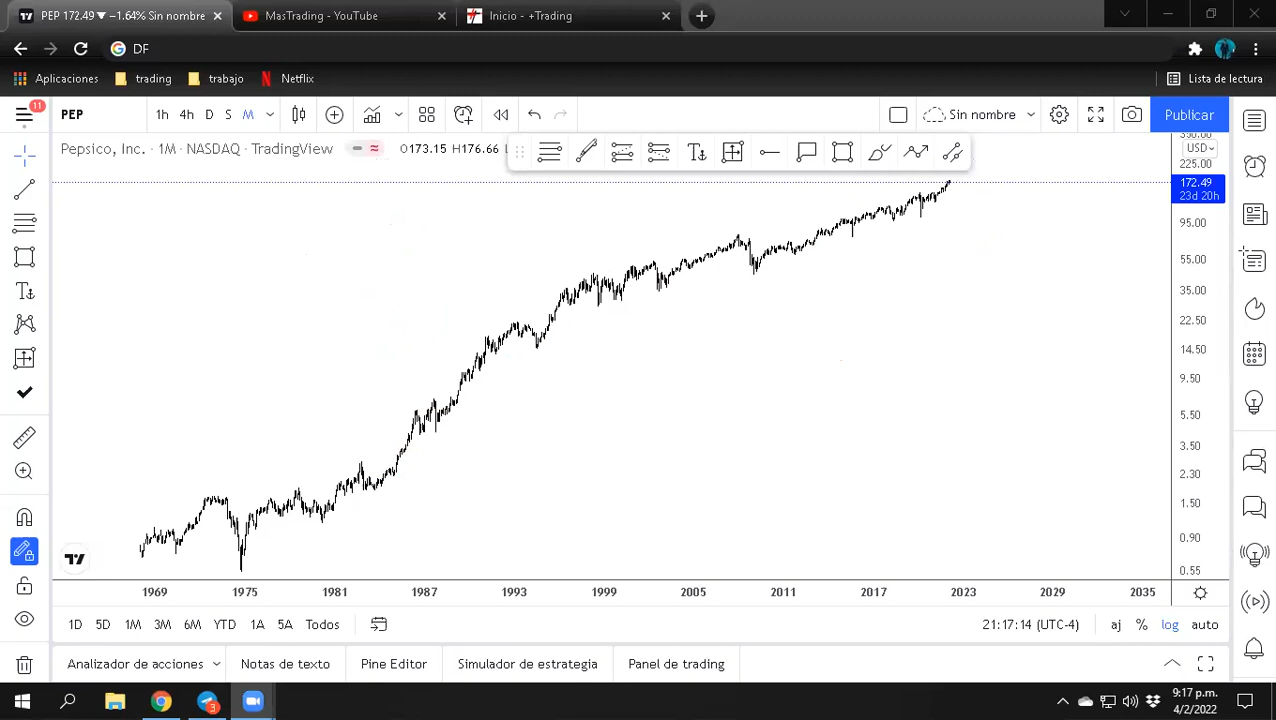 PEP 172.49 ▼ −1.64% Sin nombre
MasTrading - YouTube
Inicio - +Trading
DF
Aplicaciones
trading
trabajo
Netflix
Lista de lectura
11
PEP
1h 4h D S M
Sin nombre
Publicar
Pepsico, Inc. · 1M · NASDAQ · TradingView
O173.15 H176.66
USD
225.00
172.49
23d 20h
95.00
55.00
35.00
22.50
14.50
9.50
5.50
3.50
2.30
1.50
0.90
0.55
1969 1975 1981 1987 1993 1999 2005 2011 2017 2023 2029 2035
1D 5D 1M 3M 6M YTD 1A 5A Todos
21:17:14 (UTC-4)
aj % log auto
Analizador de acciones
Notas de texto
Pine Editor
Simulador de estrategia
Panel de trading
3
9:17 p.m.
4/2/2022